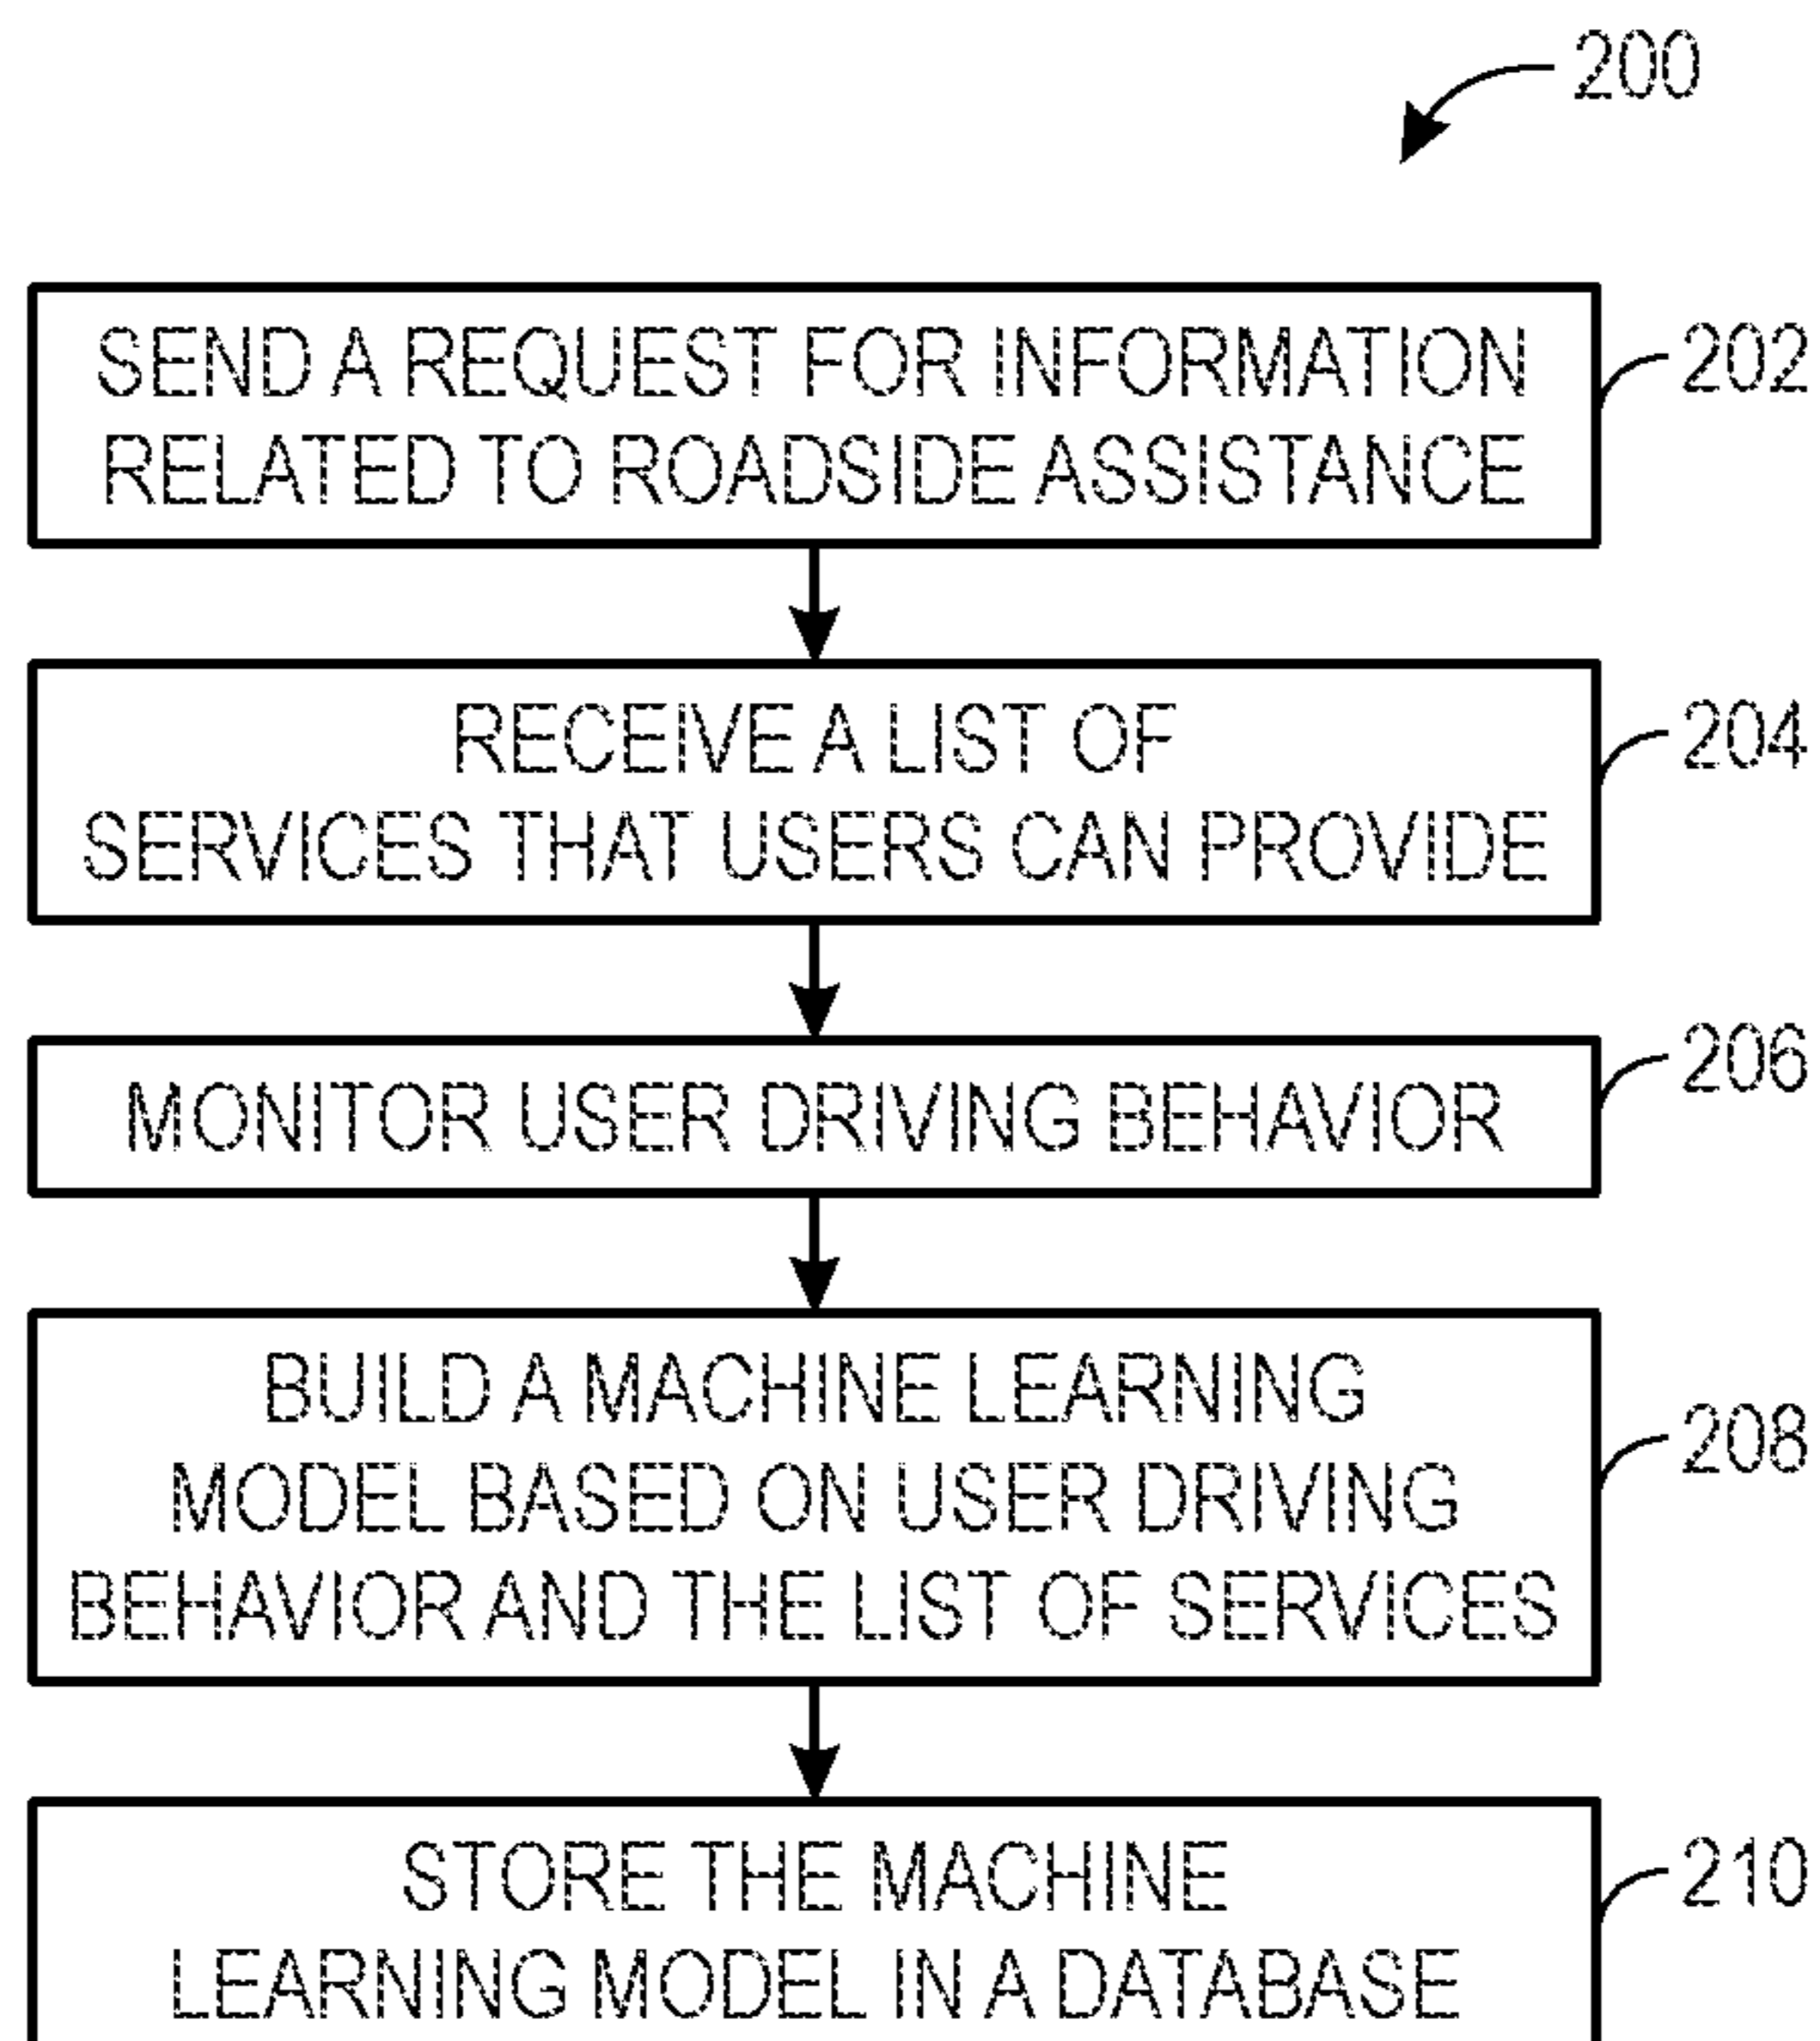 200
SEND A REQUEST FOR INFORMATION
RELATED TO ROADSIDE ASSISTANCE
202
RECEIVE A LIST OF
SERVICES THAT USERS CAN PROVIDE
204
MONITOR USER DRIVING BEHAVIOR
206
BUILD A MACHINE LEARNING
MODEL BASED ON USER DRIVING
BEHAVIOR AND THE LIST OF SERVICES
208
STORE THE MACHINE
LEARNING MODEL IN A DATABASE
210